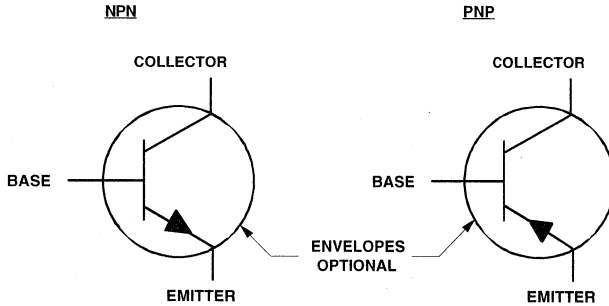 NPN
PNP
COLLECTOR
COLLECTOR
BASE
BASE
ENVELOPES
OPTIONAL
EMITTER
EMITTER